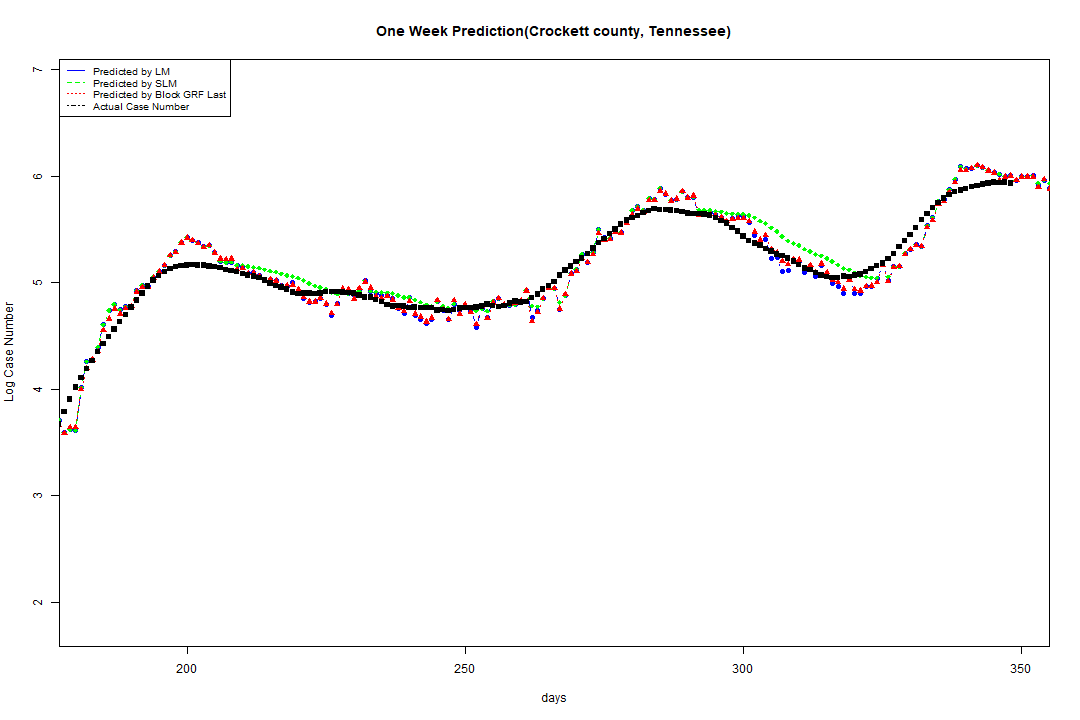 One Week Prediction(Crockett county, Tennessee)
Predicted by LM
Predicted by SLM
Predicted by Block GRF Last
Actual Case Number
7
6
5
4
3
2
Log Case Number
200
250
300
350
days